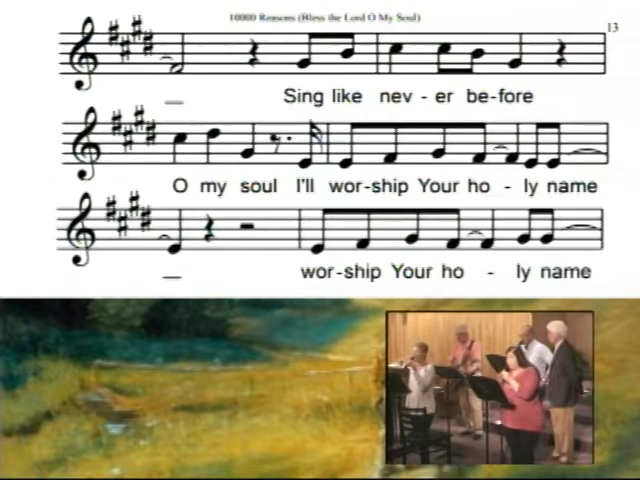 10000 Reasons (Bless the Lord O My Soul)
13
Sing like nev - er be-fore
O my soul I'll wor-ship Your ho - ly name
wor-ship Your ho - ly name